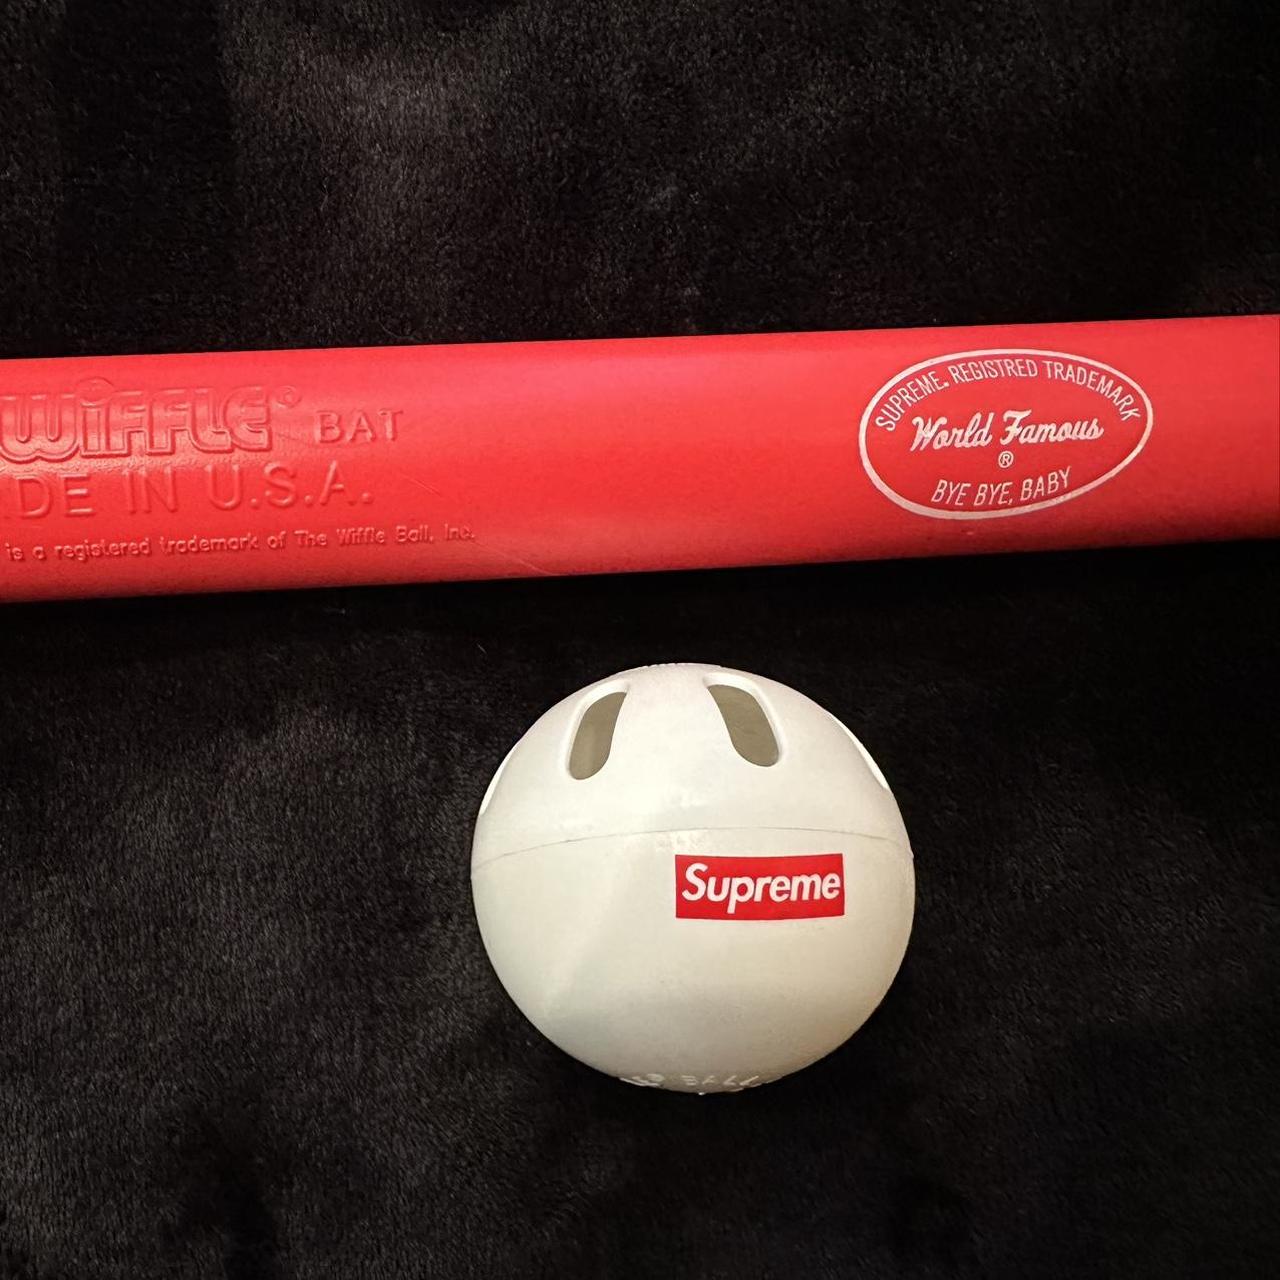 WIFFLE® BAT
DE IN U.S.A.
is a registered trademark of The Wiffle Ball, Inc.
SUPREME. REGISTRED TRADEMARK
World Famous
®
BYE BYE, BABY
Supreme